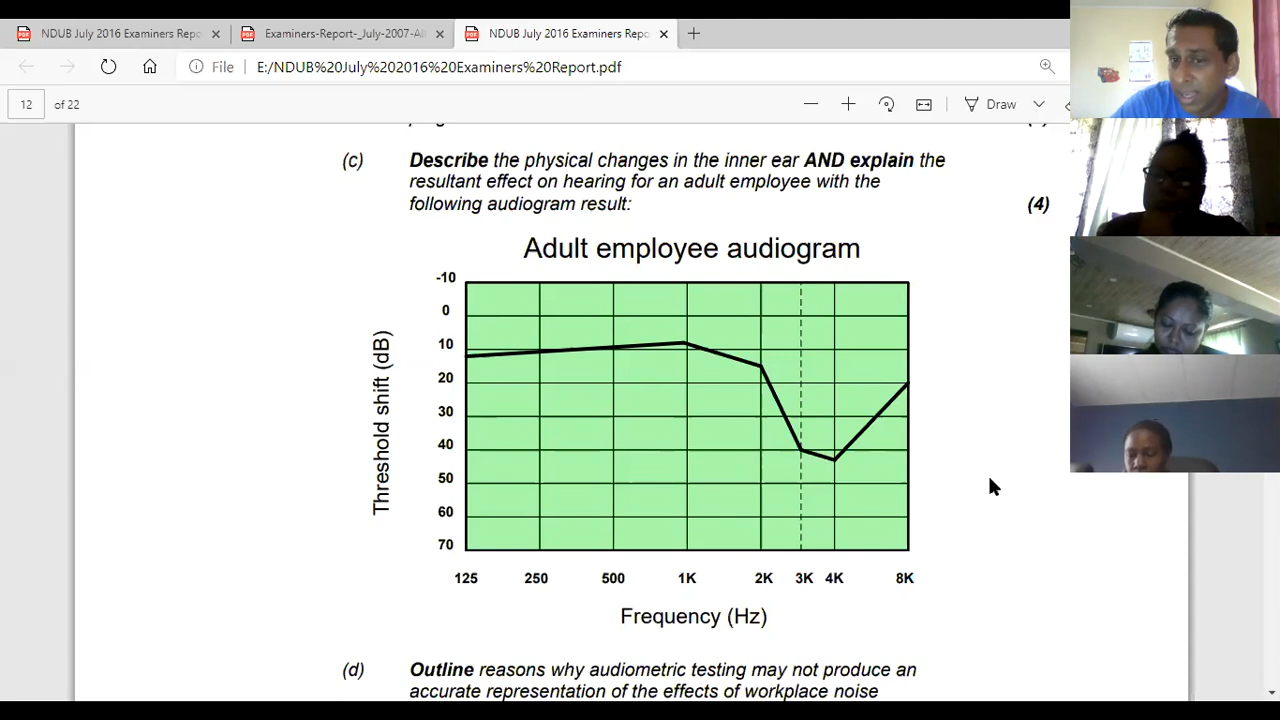 NDUB July 2016 Examiners Repo
Examiners-Report-_July-2007-All
NDUB July 2016 Examiners Repo
File
E:/NDUB%20July%202016%20Examiners%20Report.pdf
12 of 22
Draw
(c) Describe the physical changes in the inner ear AND explain the
resultant effect on hearing for an adult employee with the
following audiogram result: (4)
Adult employee audiogram
-10
0
10
20
30
40
50
60
70
Threshold shift (dB)
125 250 500 1K 2K 3K 4K 8K
Frequency (Hz)
(d) Outline reasons why audiometric testing may not produce an
accurate representation of the effects of workplace noise